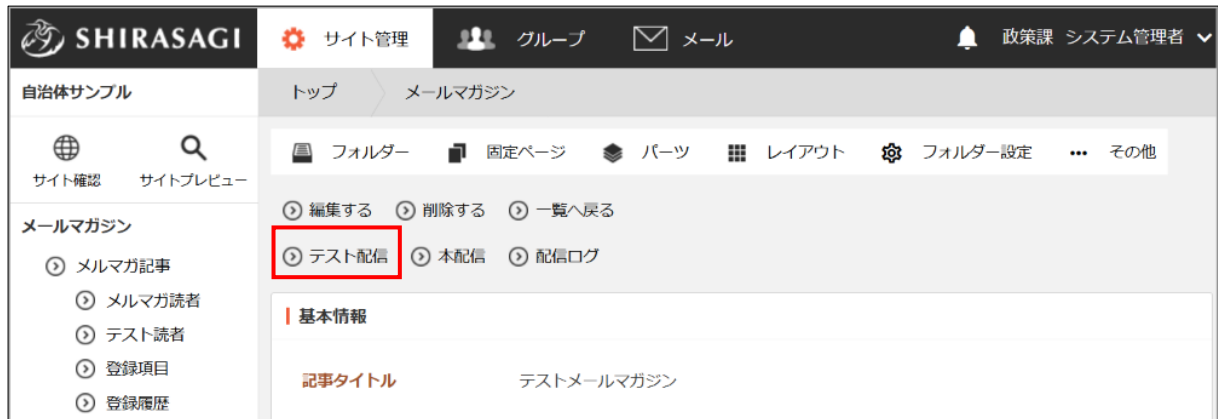 SHIRASAGI サイト管理 グループ メール 政策課 システム管理者
自治体サンプル
トップ メールマガジン
サイト確認 サイトプレビュー
フォルダー 固定ページ パーツ レイアウト フォルダー設定 その他
編集する 削除する 一覧へ戻る
テスト配信 本配信 配信ログ
メールマガジン
メルマガ記事
メルマガ読者
テスト読者
登録項目
登録履歴
基本情報
記事タイトル テストメールマガジン